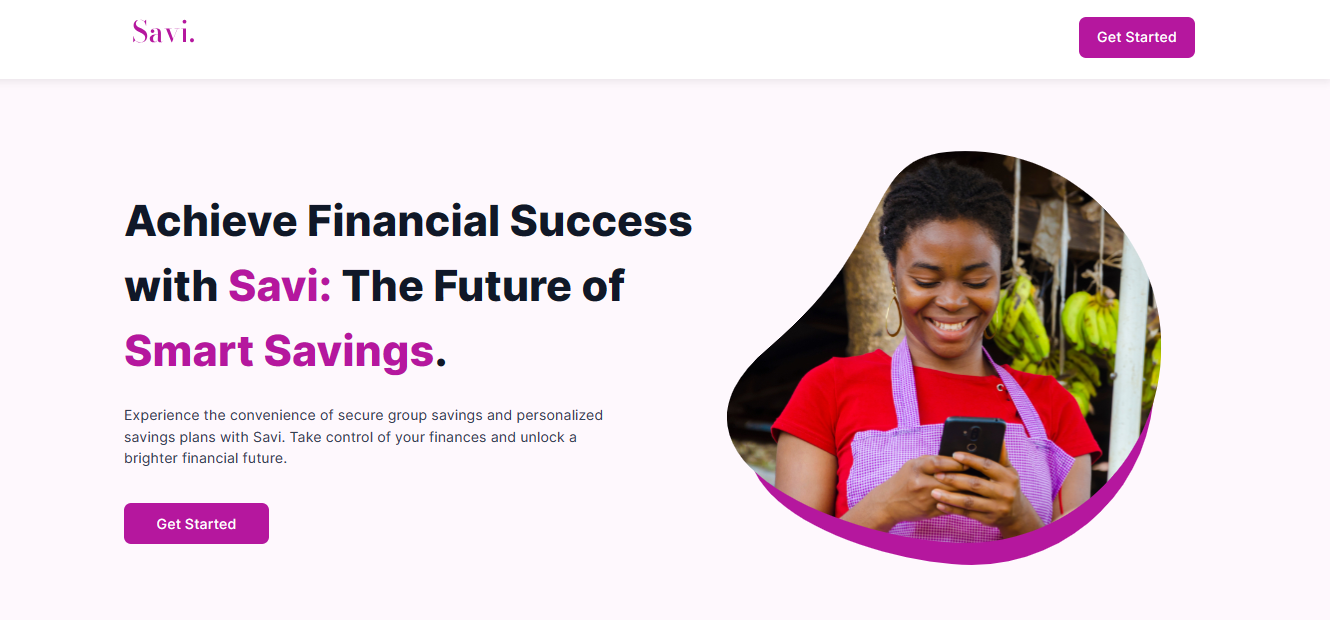 Savi.
Get Started
Achieve Financial Success
with Savi: The Future of
Smart Savings.
Experience the convenience of secure group savings and personalized
savings plans with Savi. Take control of your finances and unlock a
brighter financial future.
Get Started